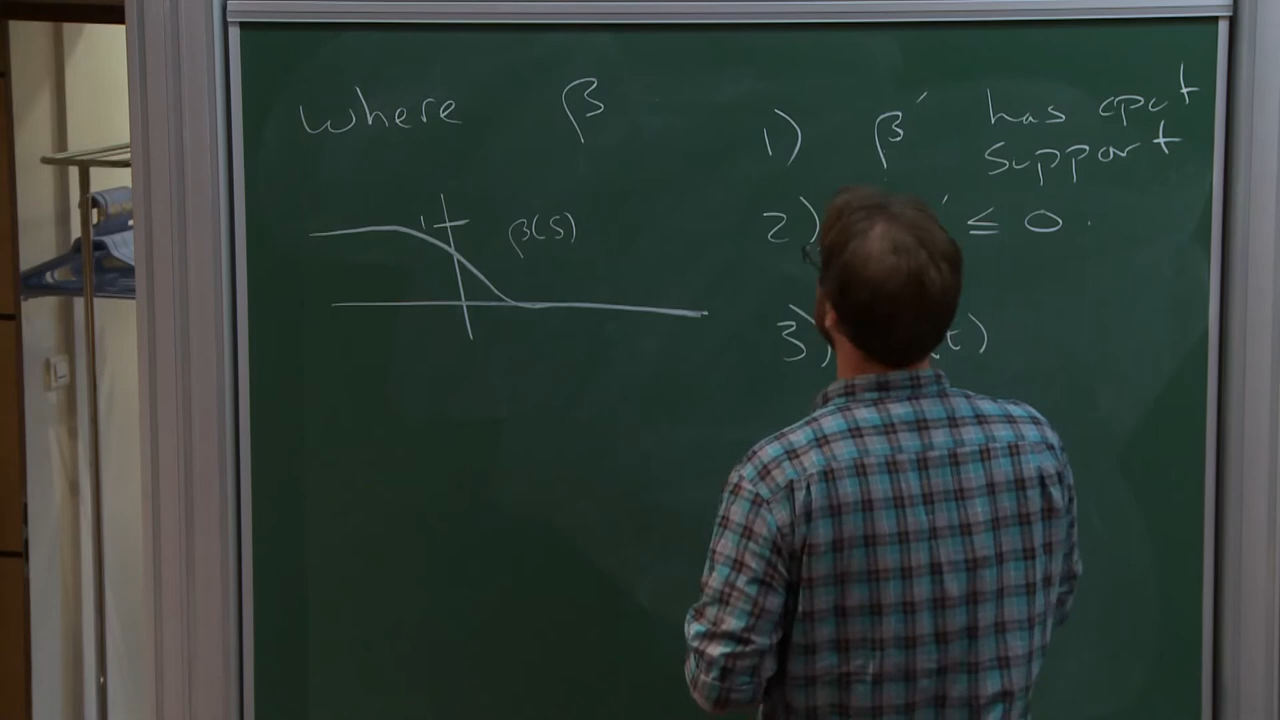 where β
1) β′ has cpct
support
1 β(s)
2) ′ ≤ 0.
3) t)